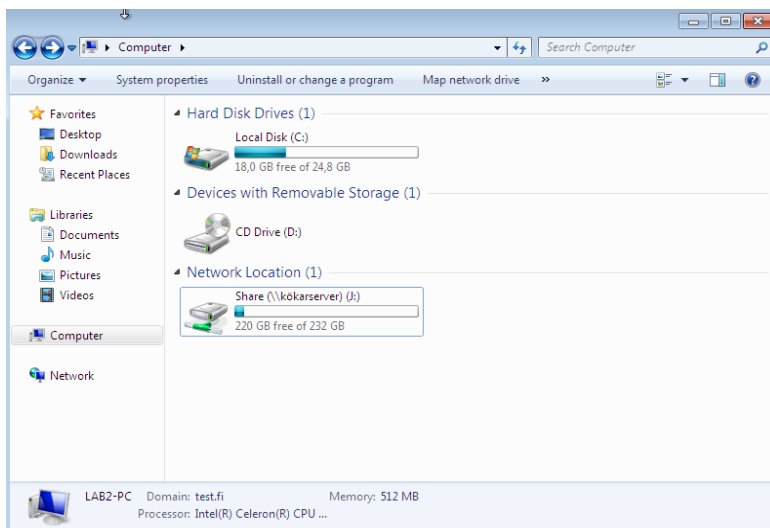 Computer
Search Computer
Organize
System properties
Uninstall or change a program
Map network drive
»
Favorites
Desktop
Downloads
Recent Places
Libraries
Documents
Music
Pictures
Videos
Computer
Network
Hard Disk Drives (1)
Local Disk (C:)
18,0 GB free of 24,8 GB
Devices with Removable Storage (1)
CD Drive (D:)
Network Location (1)
Share (\\kökarserver) (J:)
220 GB free of 232 GB
LAB2-PC Domain: test.fi Memory: 512 MB
Processor: Intel(R) Celeron(R) CPU ...